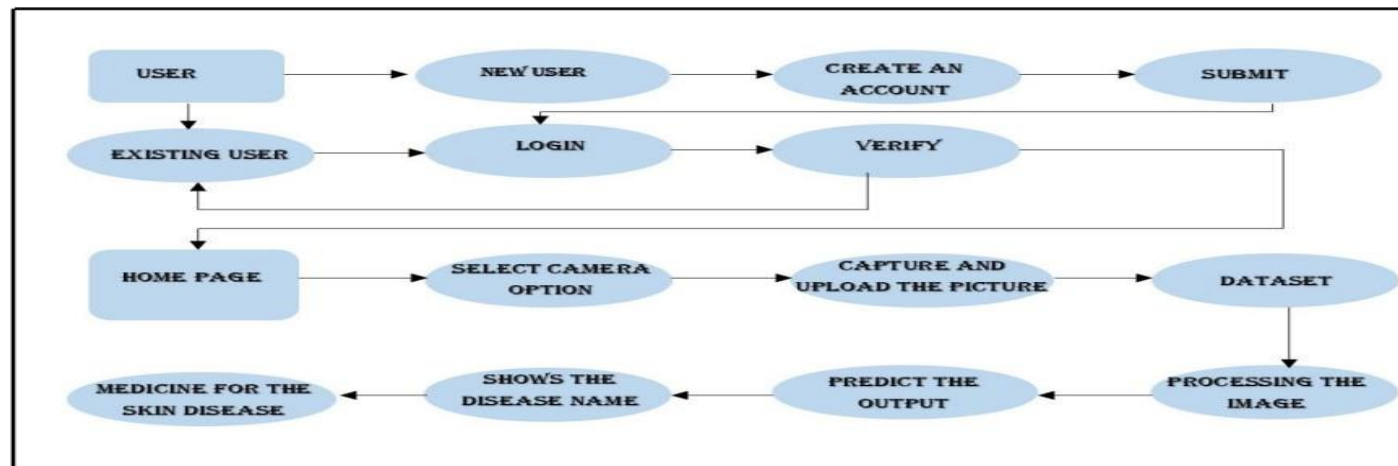 USER
NEW USER
CREATE AN
ACCOUNT
SUBMIT
EXISTING USER
LOGIN
VERIFY
HOME PAGE
SELECT CAMERA
OPTION
CAPTURE AND
UPLOAD THE PICTURE
DATASET
MEDICINE FOR THE
SKIN DISEASE
SHOWS THE
DISEASE NAME
PREDICT THE
OUTPUT
PROCESSING THE
IMAGE